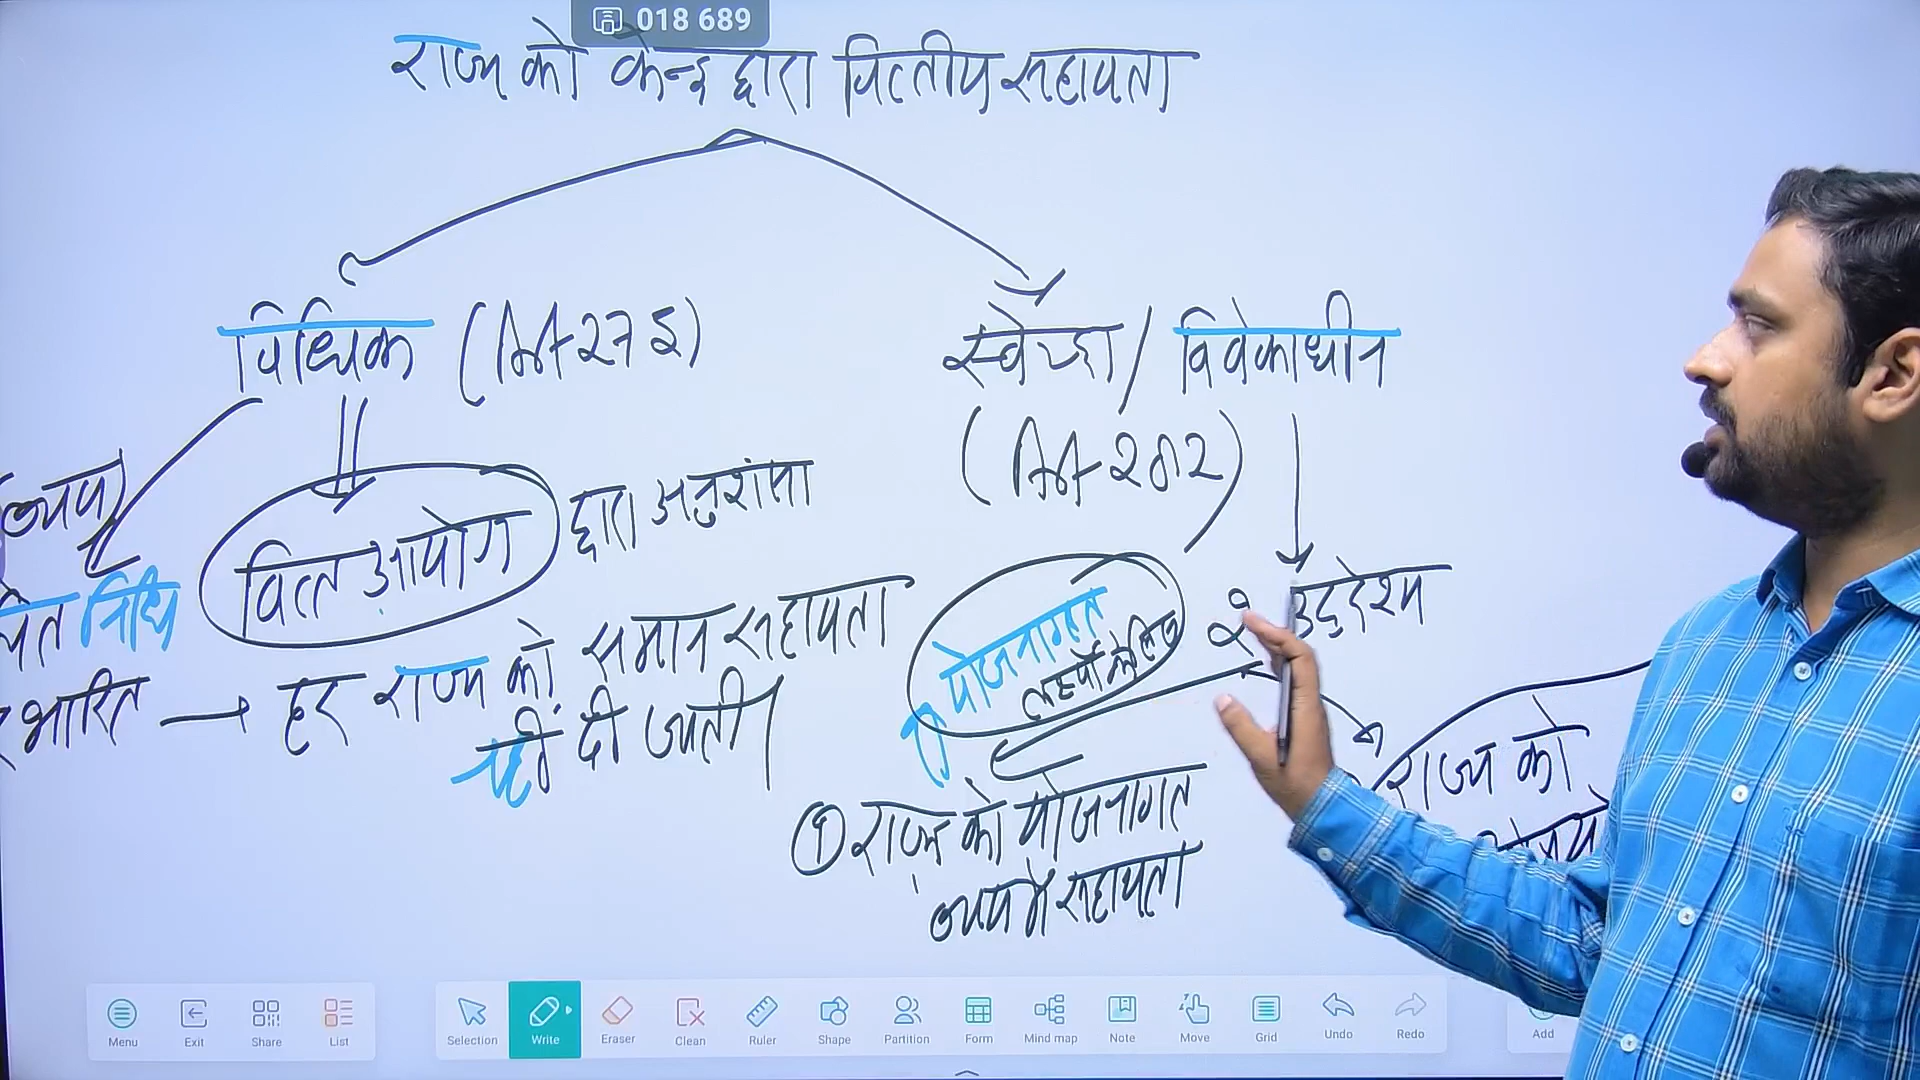 018 689
राज्य को केन्द्र द्वारा वित्तीय सहायता
विधिक (Art-275)
स्वेच्छा / विवेकाधीन
(Art-282)
व्यय
वित्त आयोग द्वारा अनुशंसा
निधि
भारित → हर राज्य को समान सहायता
नहीं दी जाती।
योजनागत
लक्ष्यों के लिए
2 उद्देश्य
① राज्य को योजनागत
व्यय में सहायता
राज्य को
Menu Exit Share List Selection Write Eraser Clean Ruler Shape Partition Form Mind map Note Move Grid Undo Redo Add